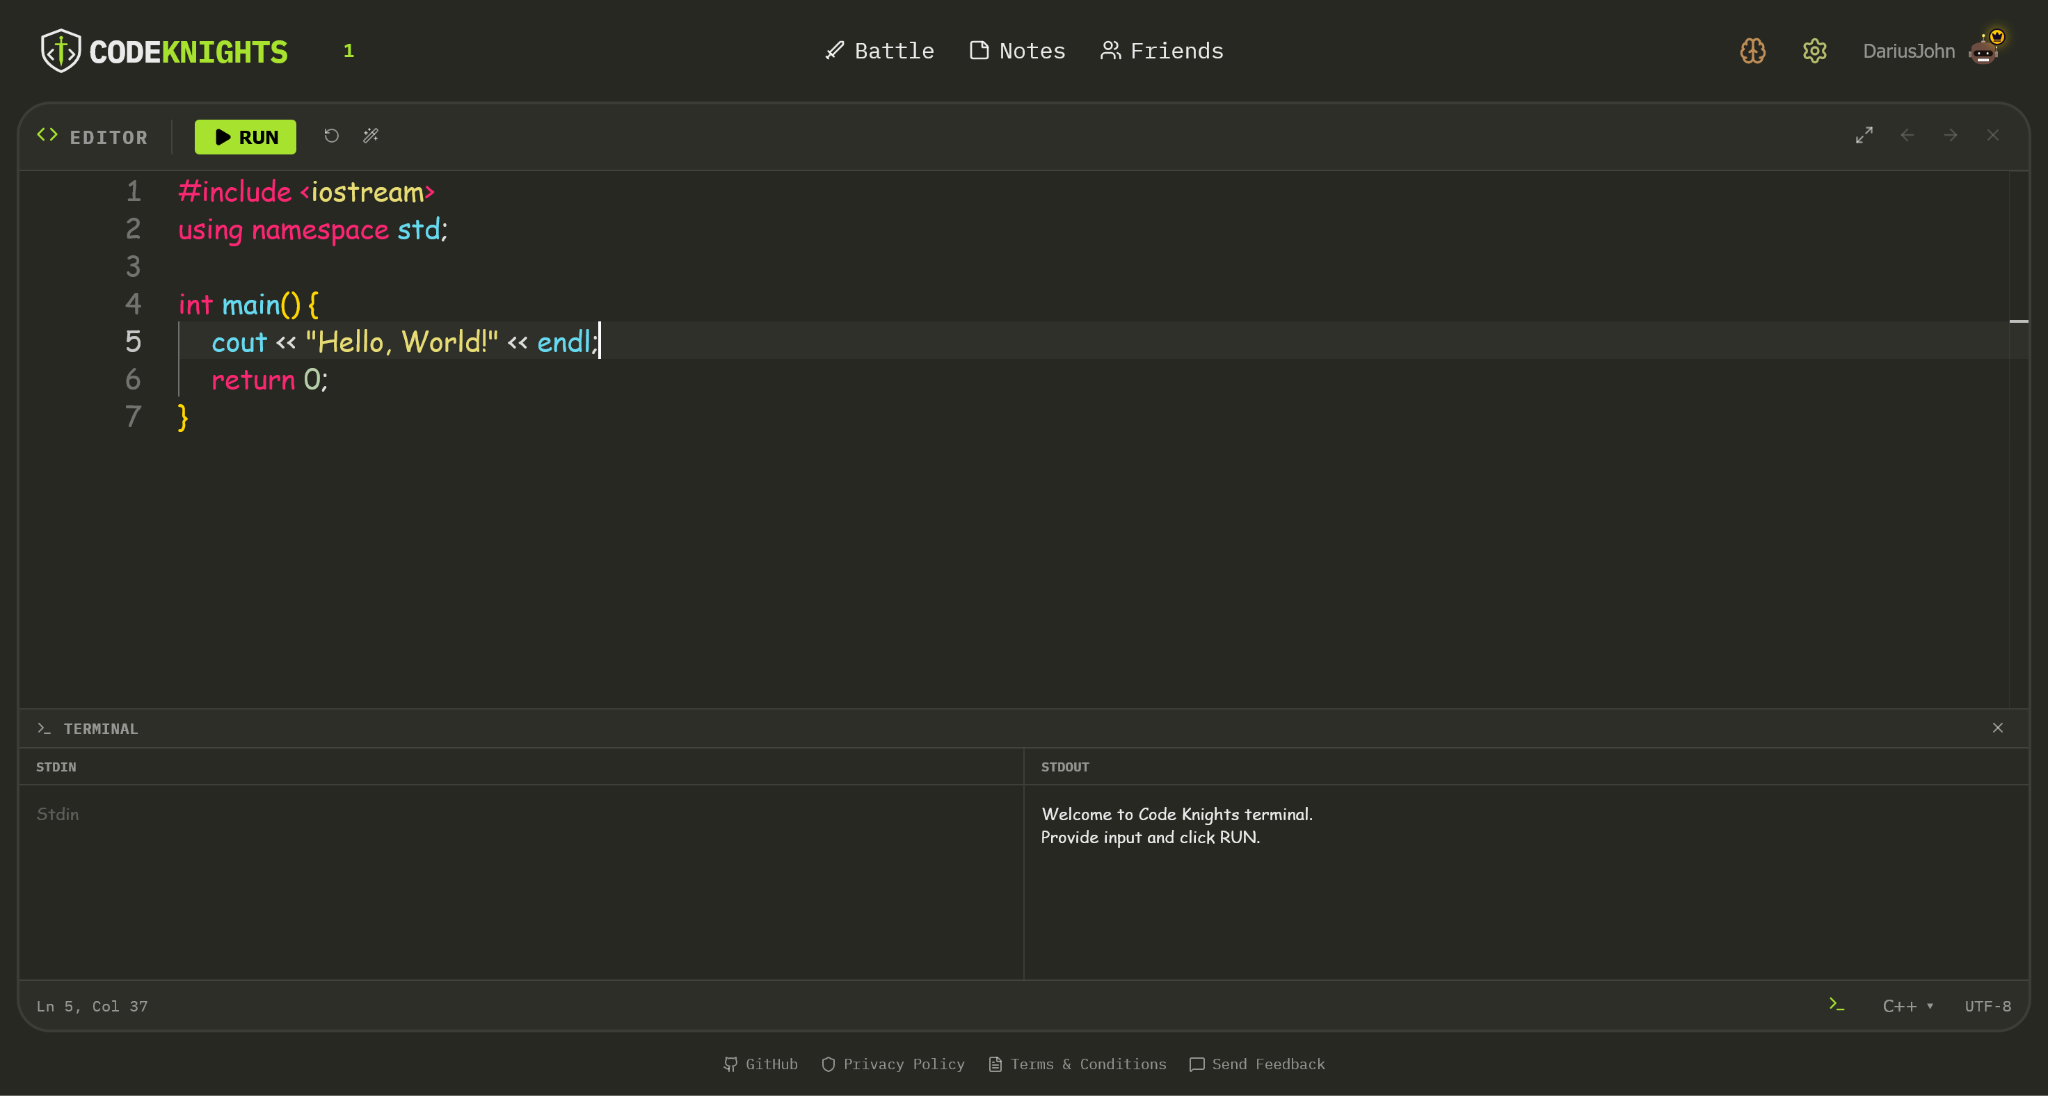 CODEKNIGHTS 1 Battle Notes Friends DariusJohn
<> EDITOR RUN
1 #include <iostream>
2 using namespace std;
3
4 int main() {
5 cout << "Hello, World!" << endl;
6 return 0;
7 }
>_ TERMINAL
STDIN
Stdin
STDOUT
Welcome to Code Knights terminal.
Provide input and click RUN.
Ln 5, Col 37 >_ C++ UTF-8
GitHub Privacy Policy Terms & Conditions Send Feedback